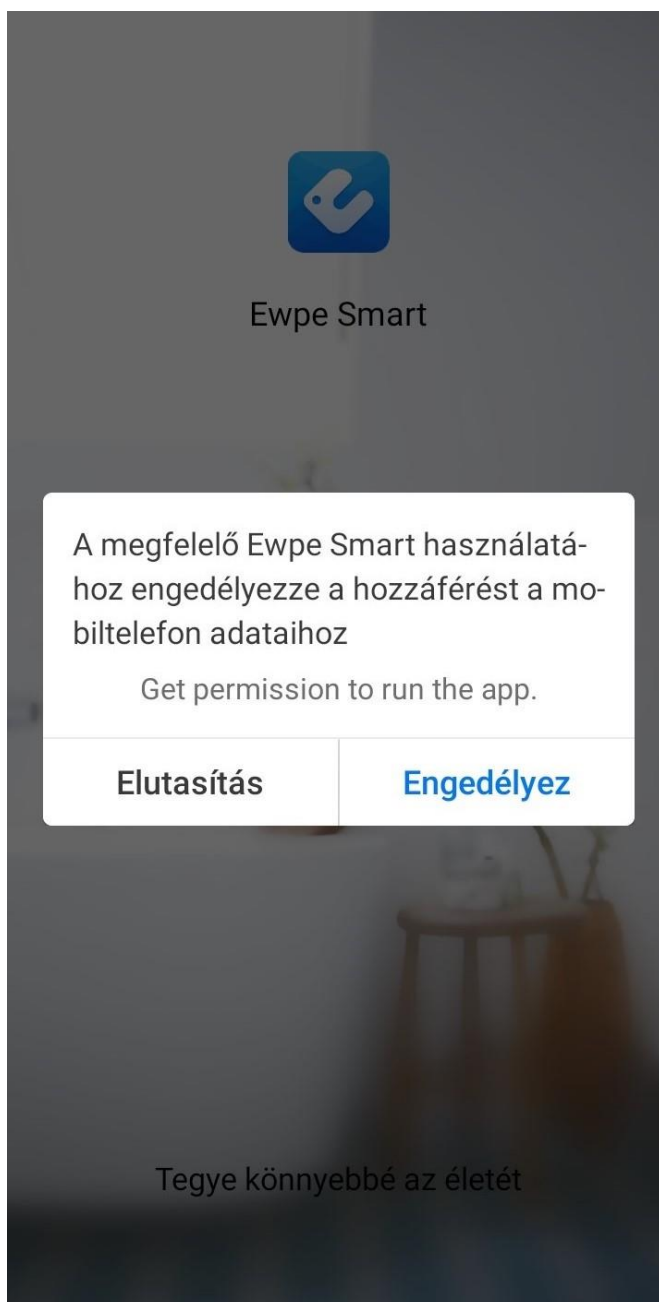 Ewpe Smart
A megfelelő Ewpe Smart használatá-
hoz engedélyezze a hozzáférést a mo-
biltelefon adataihoz
Get permission to run the app.
Elutasítás
Engedélyez
Tegye könnyebbé az életét